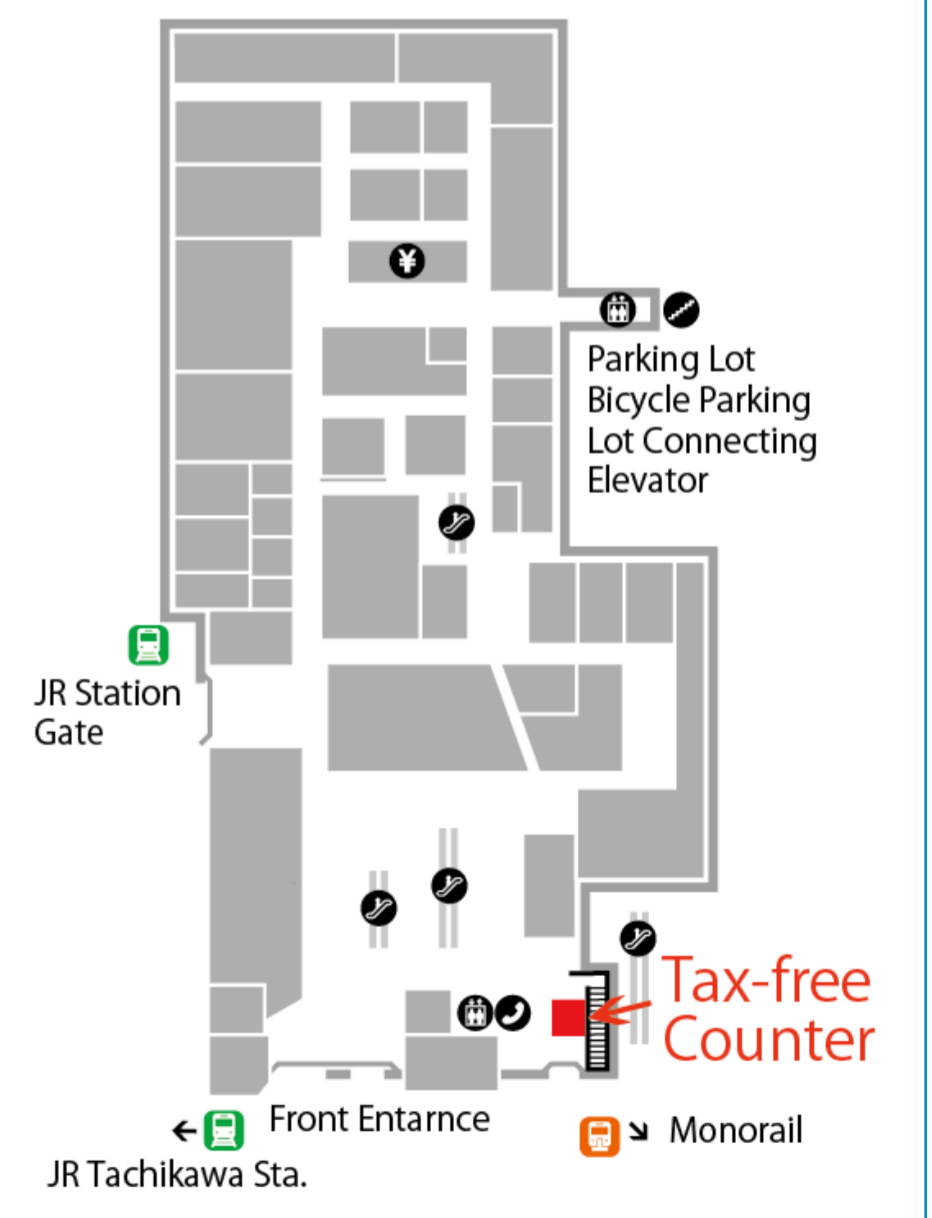 ¥
Parking Lot
Bicycle Parking
Lot Connecting
Elevator
JR Station
Gate
Tax-free
Counter
Front Entarnce
← JR Tachikawa Sta.
↘ Monorail